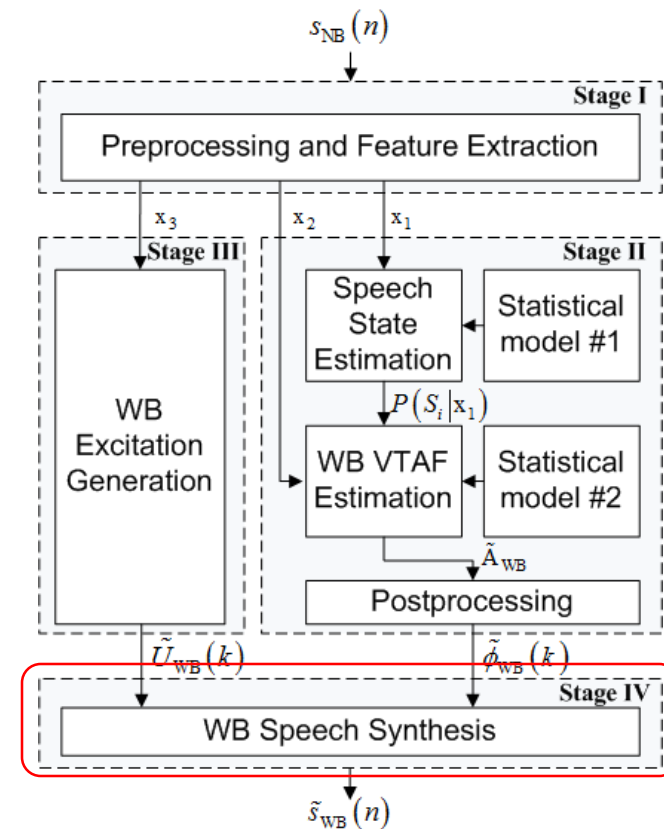 s_NB(n)
Stage I
Preprocessing and Feature Extraction
x₃
x₂
x₁
Stage III
WB
Excitation
Generation
Stage II
Speech
State
Estimation
Statistical
model #1
P(S_i|x₁)
WB VTAF
Estimation
Statistical
model #2
Ã_WB
Postprocessing
Ũ_WB(k)
ϕ̃_WB(k)
Stage IV
WB Speech Synthesis
s̃_WB(n)